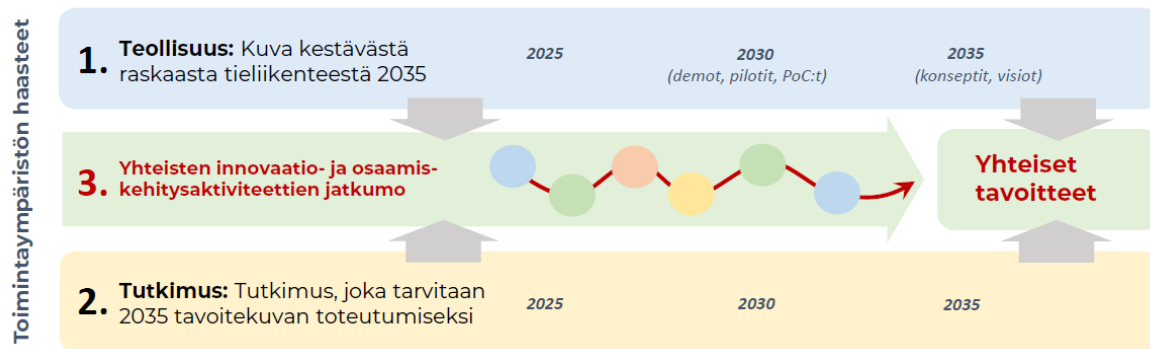 Toimintaympäristön haasteet
1. Teollisuus: Kuva kestävästä
raskaasta tieliikenteestä 2035
2025
2030
(demot, pilotit, PoC:t)
2035
(konseptit, visiot)
3. Yhteisten innovaatio- ja osaamis-
kehitysaktiviteettien jatkumo
Yhteiset
tavoitteet
2. Tutkimus: Tutkimus, joka tarvitaan
2035 tavoitekuvan toteutumiseksi
2025
2030
2035